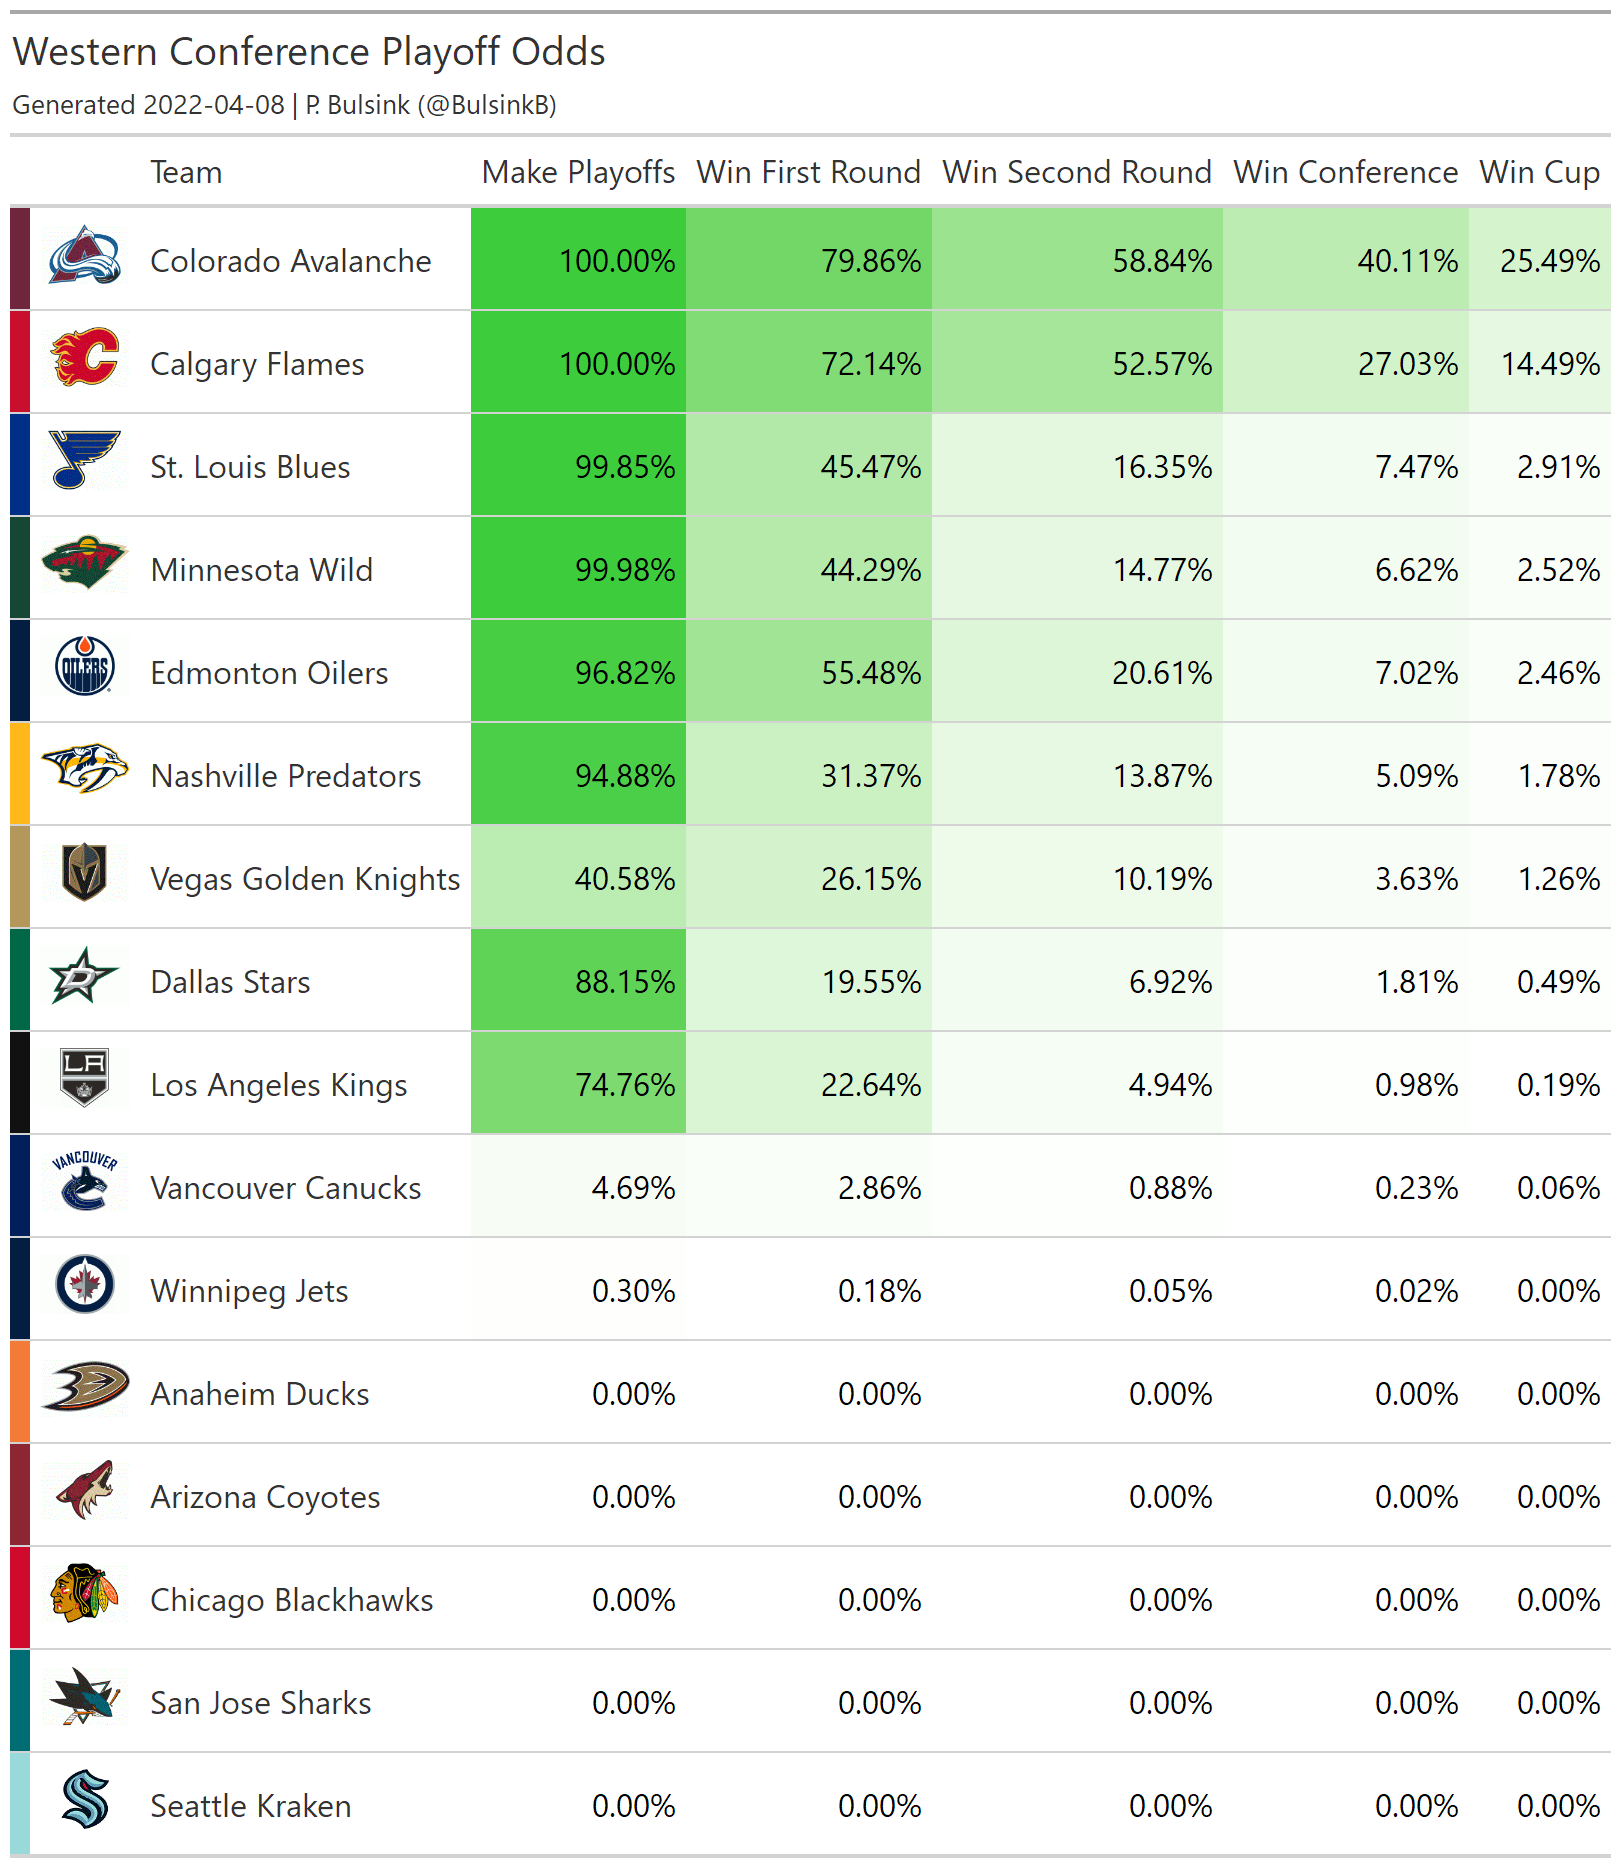 Western Conference Playoff Odds
Generated 2022-04-08 | P. Bulsink (@BulsinkB)
Team Make Playoffs Win First Round Win Second Round Win Conference Win Cup
Colorado Avalanche 100.00% 79.86% 58.84% 40.11% 25.49%
Calgary Flames 100.00% 72.14% 52.57% 27.03% 14.49%
St. Louis Blues 99.85% 45.47% 16.35% 7.47% 2.91%
Minnesota Wild 99.98% 44.29% 14.77% 6.62% 2.52%
OILERS Edmonton Oilers 96.82% 55.48% 20.61% 7.02% 2.46%
Nashville Predators 94.88% 31.37% 13.87% 5.09% 1.78%
Vegas Golden Knights 40.58% 26.15% 10.19% 3.63% 1.26%
D Dallas Stars 88.15% 19.55% 6.92% 1.81% 0.49%
LA Los Angeles Kings 74.76% 22.64% 4.94% 0.98% 0.19%
VANCOUVER Vancouver Canucks 4.69% 2.86% 0.88% 0.23% 0.06%
Winnipeg Jets 0.30% 0.18% 0.05% 0.02% 0.00%
Anaheim Ducks 0.00% 0.00% 0.00% 0.00% 0.00%
Arizona Coyotes 0.00% 0.00% 0.00% 0.00% 0.00%
Chicago Blackhawks 0.00% 0.00% 0.00% 0.00% 0.00%
San Jose Sharks 0.00% 0.00% 0.00% 0.00% 0.00%
Seattle Kraken 0.00% 0.00% 0.00% 0.00% 0.00%